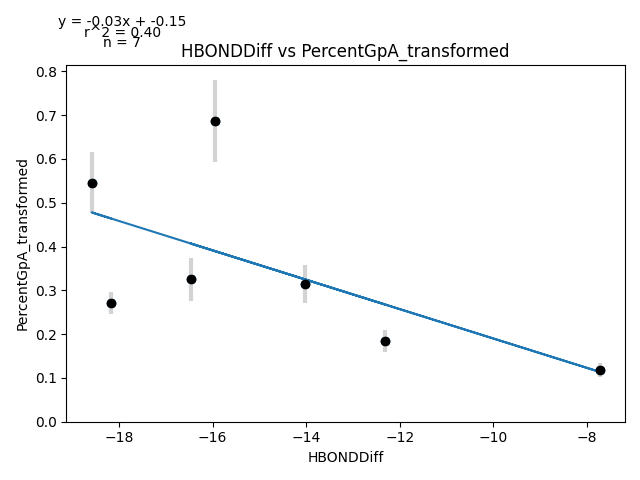 y = -0.03x + -0.15
r^2 = 0.40
n = 7
HBONDDiff vs PercentGpA_transformed
PercentGpA_transformed
0.8
0.7
0.6
0.5
0.4
0.3
0.2
0.1
0.0
−18
−16
−14
−12
−10
−8
HBONDDiff